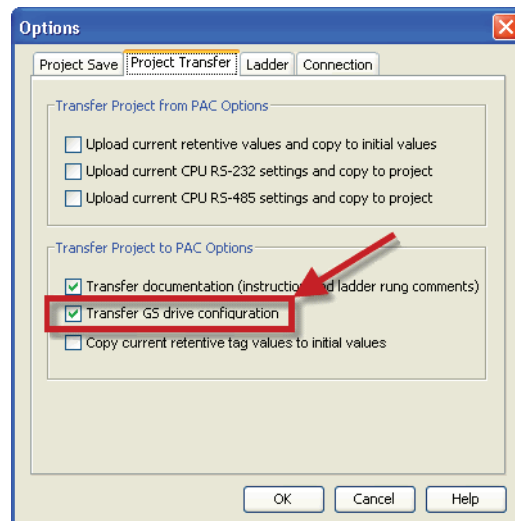 Options
Project Save Project Transfer Ladder Connection
Transfer Project from PAC Options
Upload current retentive values and copy to initial values
Upload current CPU RS-232 settings and copy to project
Upload current CPU RS-485 settings and copy to project
Transfer Project to PAC Options
Transfer documentation (instruction and ladder rung comments)
Transfer GS drive configuration
Copy current retentive tag values to initial values
OK Cancel Help